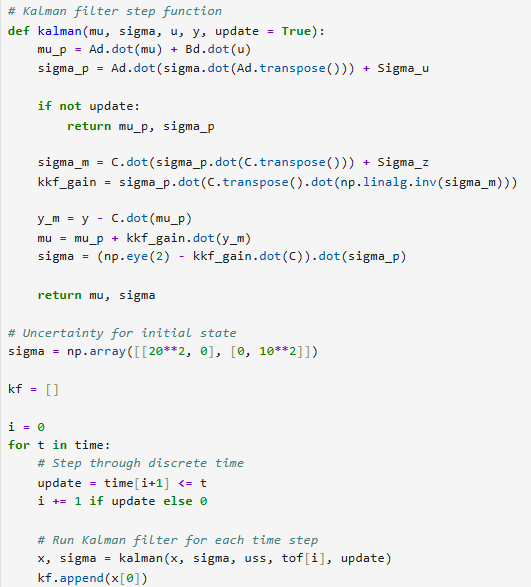 # Kalman filter step function
def kalman(mu, sigma, u, y, update = True):
    mu_p = Ad.dot(mu) + Bd.dot(u)
    sigma_p = Ad.dot(sigma.dot(Ad.transpose())) + Sigma_u

    if not update:
        return mu_p, sigma_p

    sigma_m = C.dot(sigma_p.dot(C.transpose())) + Sigma_z
    kkf_gain = sigma_p.dot(C.transpose().dot(np.linalg.inv(sigma_m)))

    y_m = y - C.dot(mu_p)
    mu = mu_p + kkf_gain.dot(y_m)
    sigma = (np.eye(2) - kkf_gain.dot(C)).dot(sigma_p)

    return mu, sigma

# Uncertainty for initial state
sigma = np.array([[20**2, 0], [0, 10**2]])

kf = []

i = 0
for t in time:
    # Step through discrete time
    update = time[i+1] <= t
    i += 1 if update else 0

    # Run Kalman filter for each time step
    x, sigma = kalman(x, sigma, uss, tof[i], update)
    kf.append(x[0])